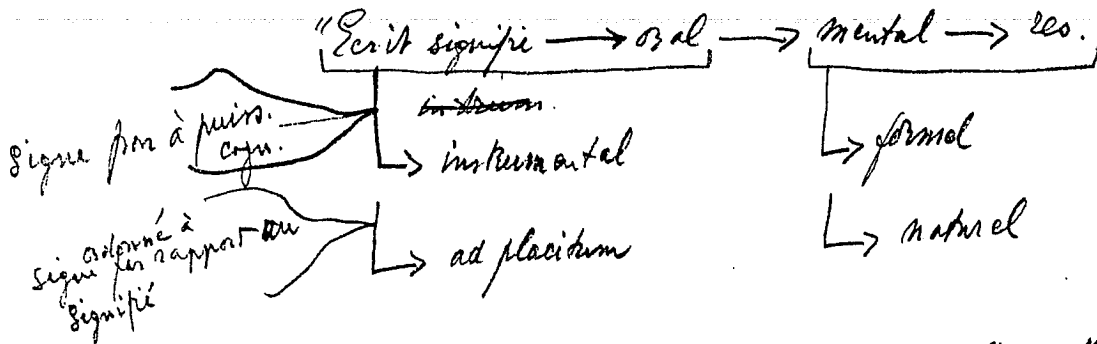 "Ecrit signifie → oral → mental → res.
instrum.
Signe par à puiss.
cogn.
→ instrumental
→ formel
ordonné à
Signe par rapport au
signifié
→ ad placitum
→ naturel